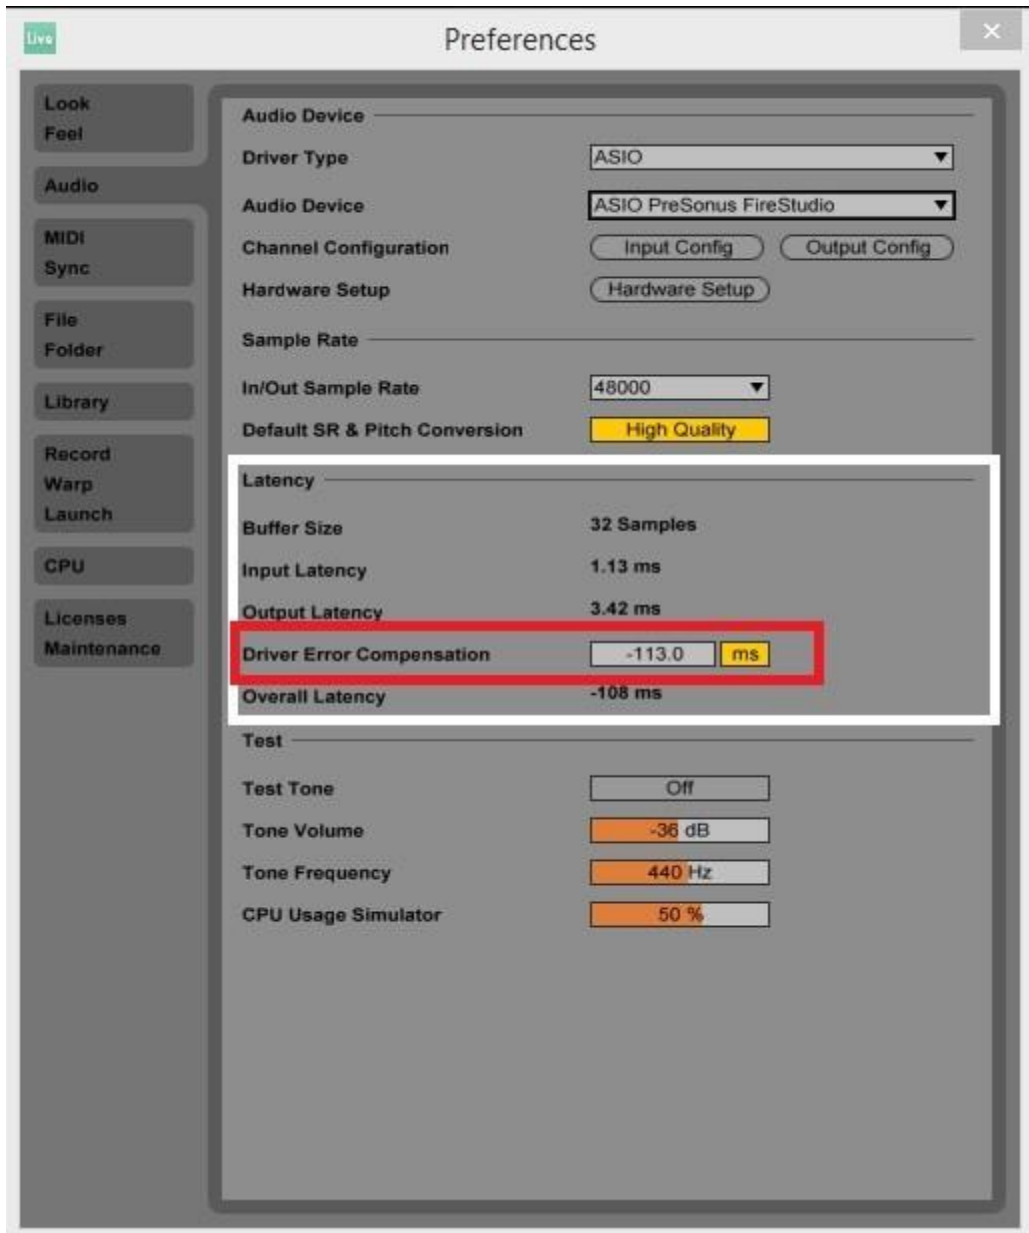 Live
Preferences
Look
Feel
Audio
MIDI
Sync
File
Folder
Library
Record
Warp
Launch
CPU
Licenses
Maintenance
Audio Device
Driver Type ASIO
Audio Device ASIO PreSonus FireStudio
Channel Configuration Input Config Output Config
Hardware Setup Hardware Setup
Sample Rate
In/Out Sample Rate 48000
Default SR & Pitch Conversion High Quality
Latency
Buffer Size 32 Samples
Input Latency 1.13 ms
Output Latency 3.42 ms
Driver Error Compensation -113.0 ms
Overall Latency -108 ms
Test
Test Tone Off
Tone Volume -36 dB
Tone Frequency 440 Hz
CPU Usage Simulator 50 %